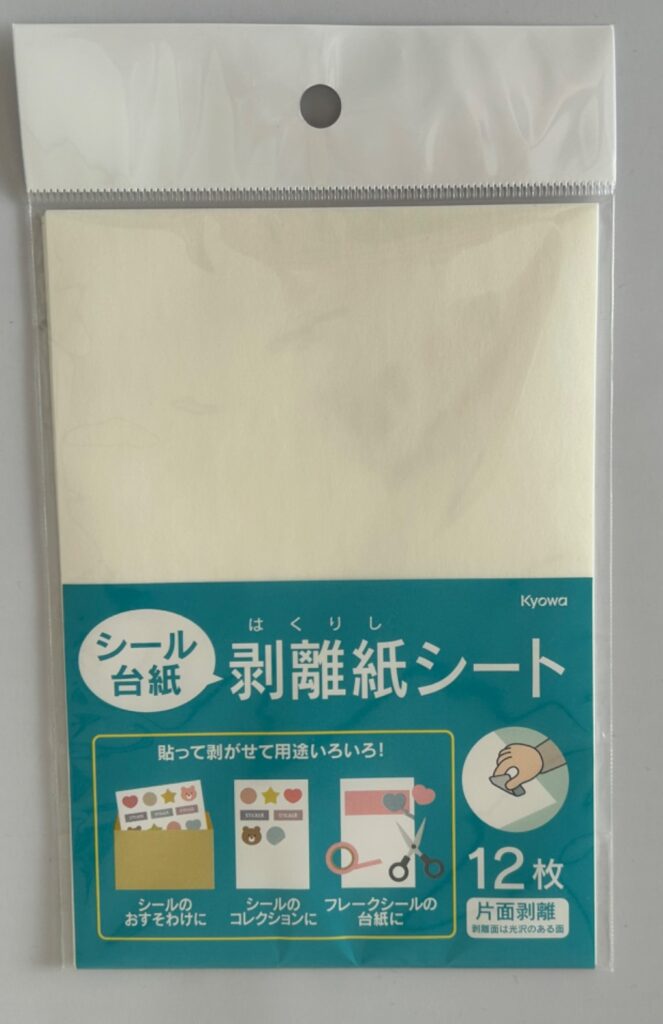 Kyowa
シール
台紙
はくりし
剥離紙シート
貼って剥がせて用途いろいろ!
STICKER
シールの
おすそわけに
シールの
コレクションに
フレークシールの
台紙に
12枚
片面剥離
剥離面は光沢のある面